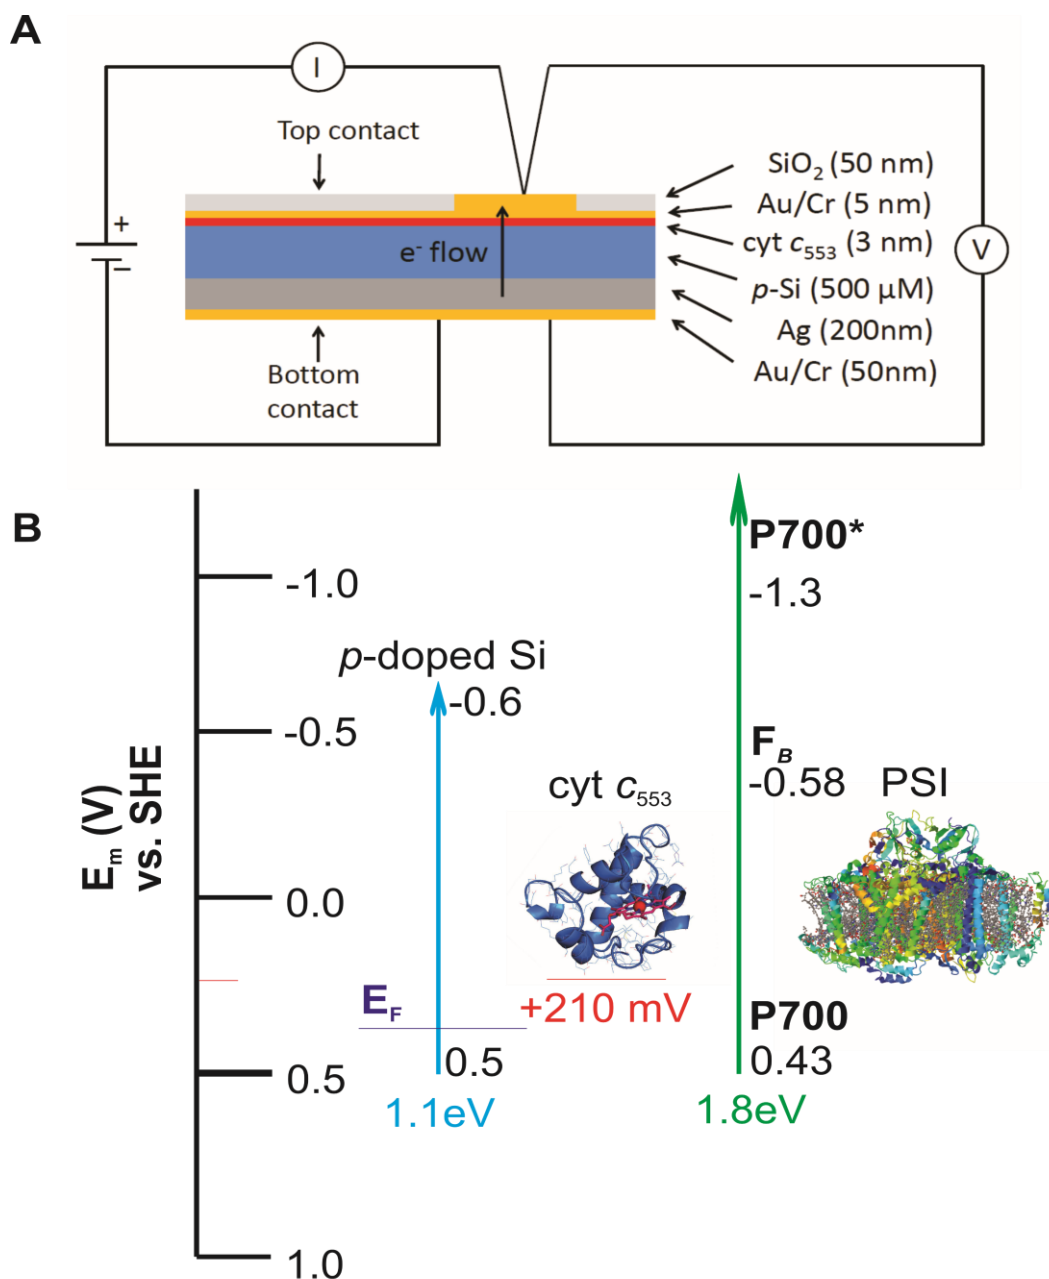 A
I
Top contact
SiO₂ (50 nm)
Au/Cr (5 nm)
cyt c₅₅₃ (3 nm)
p-Si (500 µM)
Ag (200nm)
Au/Cr (50nm)
+
−
e⁻ flow
V
Bottom
contact
B
Eₘ (V)
vs. SHE
-1.0
-0.5
0.0
0.5
1.0
p-doped Si
-0.6
E_F
0.5
1.1eV
cyt c₅₅₃
+210 mV
P700*
-1.3
F_B
-0.58
PSI
P700
0.43
1.8eV